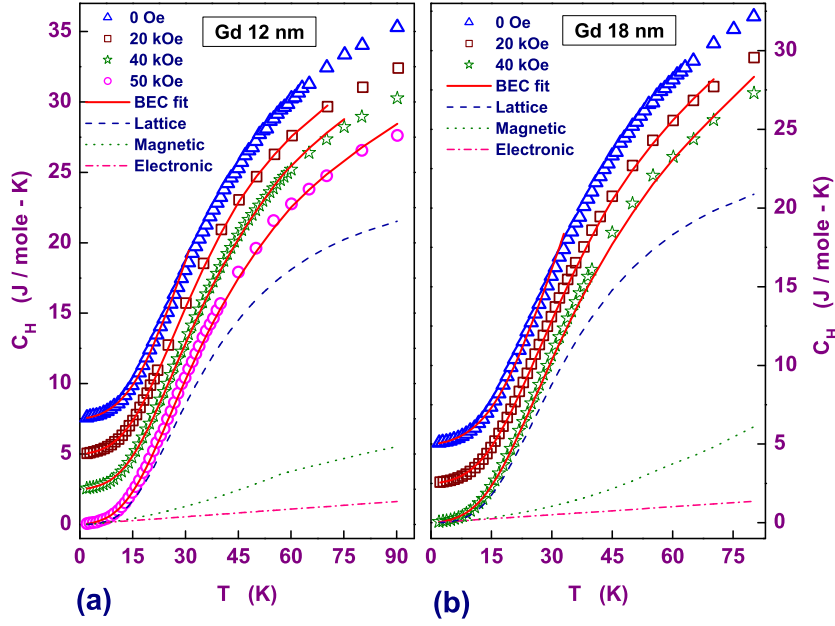 Gd 12 nm
0 Oe
20 kOe
40 kOe
50 kOe
BEC fit
Lattice
Magnetic
Electronic
35
30
25
20
15
10
5
0
C_H (J / mole - K)
0 15 30 45 60 75 90
T (K)
(a)
Gd 18 nm
0 Oe
20 kOe
40 kOe
BEC fit
Lattice
Magnetic
Electronic
30
25
20
15
10
5
0
C_H (J / mole - K)
0 15 30 45 60 75
T (K)
(b)